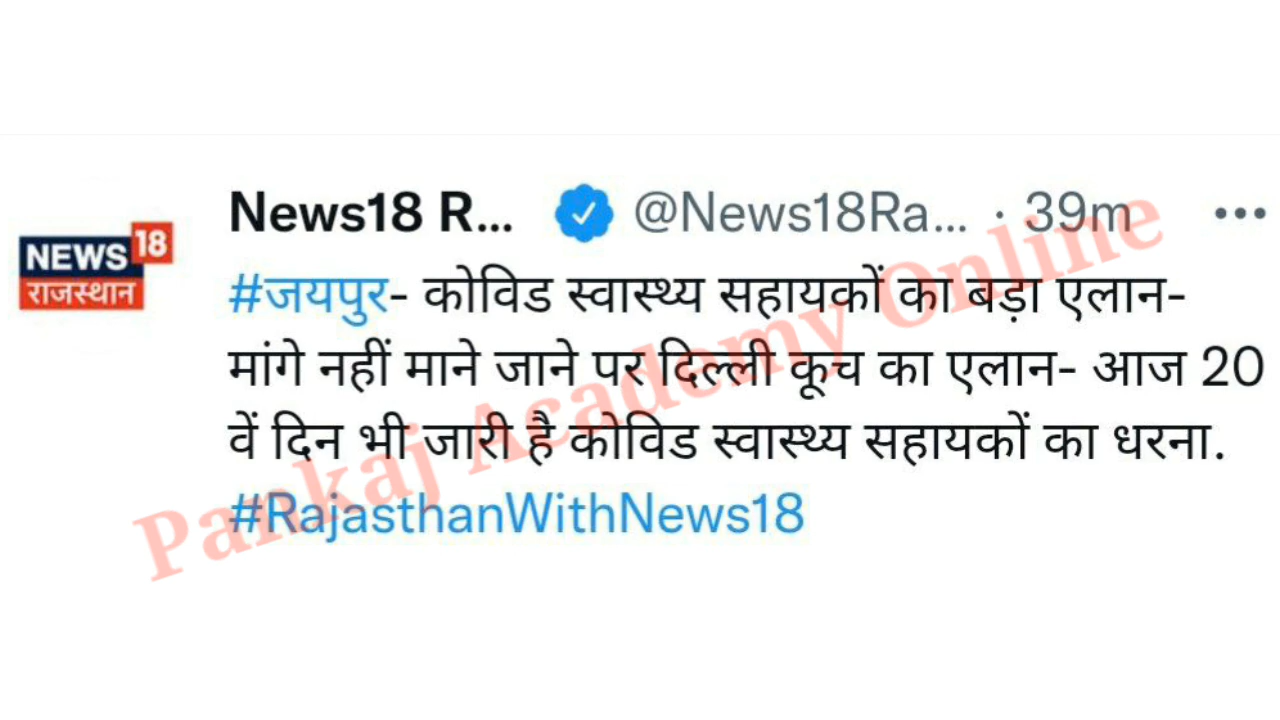 News18 R... @News18Ra... · 39m ...
NEWS 18
राजस्थान
#जयपुर- कोविड स्वास्थ्य सहायकों का बड़ा एलान-
मांगे नहीं माने जाने पर दिल्ली कूच का एलान- आज 20
वें दिन भी जारी है कोविड स्वास्थ्य सहायकों का धरना.
#RajasthanWithNews18
Pankaj Academy Online